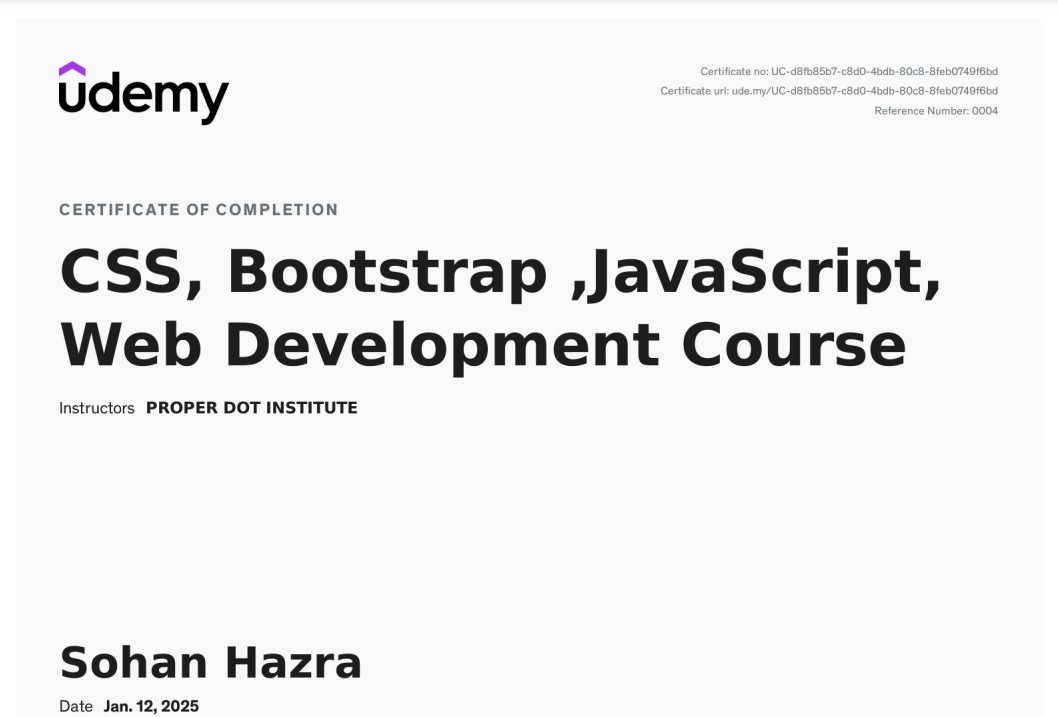 udemy
Certificate no: UC-d8fb85b7-c8d0-4bdb-80c8-8feb0749f6bd
Certificate url: ude.my/UC-d8fb85b7-c8d0-4bdb-80c8-8feb0749f6bd
Reference Number: 0004
CERTIFICATE OF COMPLETION
CSS, Bootstrap ,JavaScript,
Web Development Course
Instructors PROPER DOT INSTITUTE
Sohan Hazra
Date Jan. 12, 2025